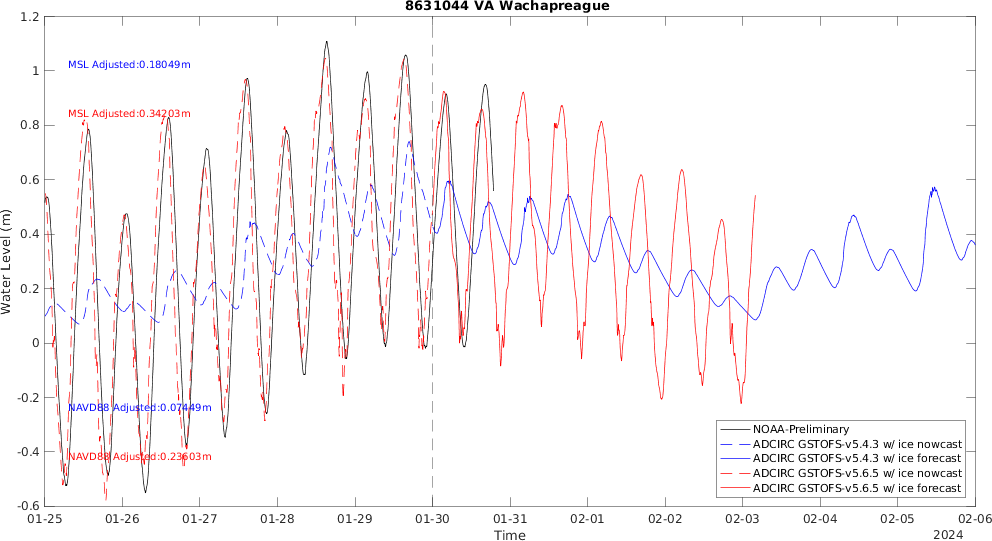 8631044 VA Wachapreague
1.2
1
0.8
0.6
0.4
0.2
0
-0.2
-0.4
-0.6
Water Level (m)
MSL Adjusted:0.18049m
MSL Adjusted:0.34203m
NAVD88 Adjusted:0.07449m
NAVD88 Adjusted:0.23603m
NOAA-Preliminary
ADCIRC GSTOFS-v5.4.3 w/ ice nowcast
ADCIRC GSTOFS-v5.4.3 w/ ice forecast
ADCIRC GSTOFS-v5.6.5 w/ ice nowcast
ADCIRC GSTOFS-v5.6.5 w/ ice forecast
01-25 01-26 01-27 01-28 01-29 01-30 01-31 02-01 02-02 02-03 02-04 02-05 02-06
Time 2024